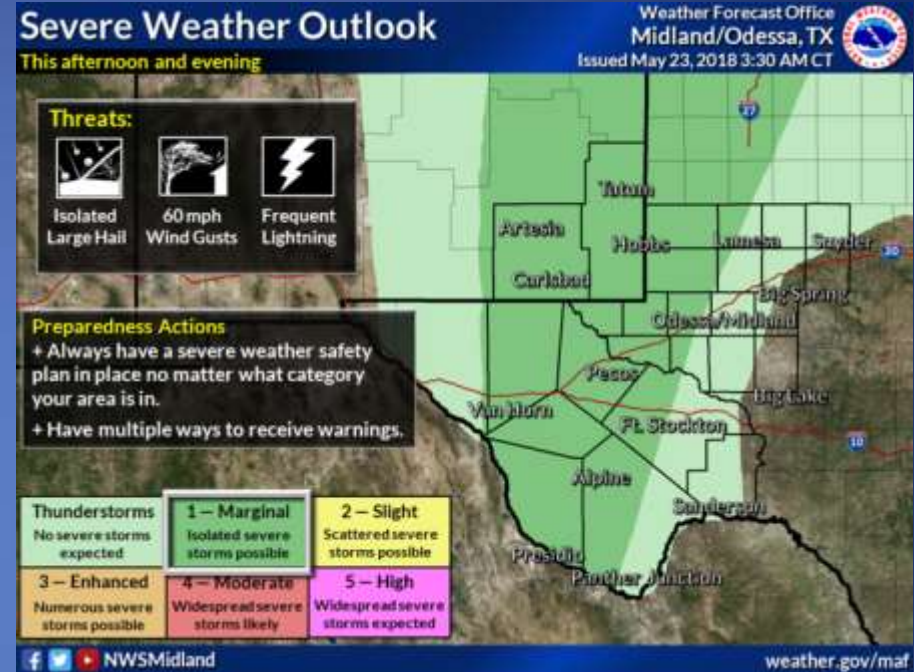 Severe Weather Outlook
This afternoon and evening
Weather Forecast Office
Midland/Odessa, TX
Issued May 23, 2018 3:30 AM CT
Threats:
Isolated
Large Hail
60 mph
Wind Gusts
Frequent
Lightning
27
Tatum
Artesia
Hobbs
Lamesa
Snyder
20
Carlsbad
Big Spring
Odessa/Midland
Preparedness Actions
+ Always have a severe weather safety
plan in place no matter what category
your area is in.
+ Have multiple ways to receive warnings.
Pecos
Van Horn
Big Lake
Ft. Stockton
10
Alpine
Sanderson
Presidio
Panther Junction
Thunderstorms
No severe storms
expected
1 – Marginal
Isolated severe
storms possible
2 – Slight
Scattered severe
storms possible
3 – Enhanced
Numerous severe
storms possible
4 – Moderate
Widespread severe
storms likely
5 – High
Widespread severe
storms expected
NWSMidland
weather.gov/maf